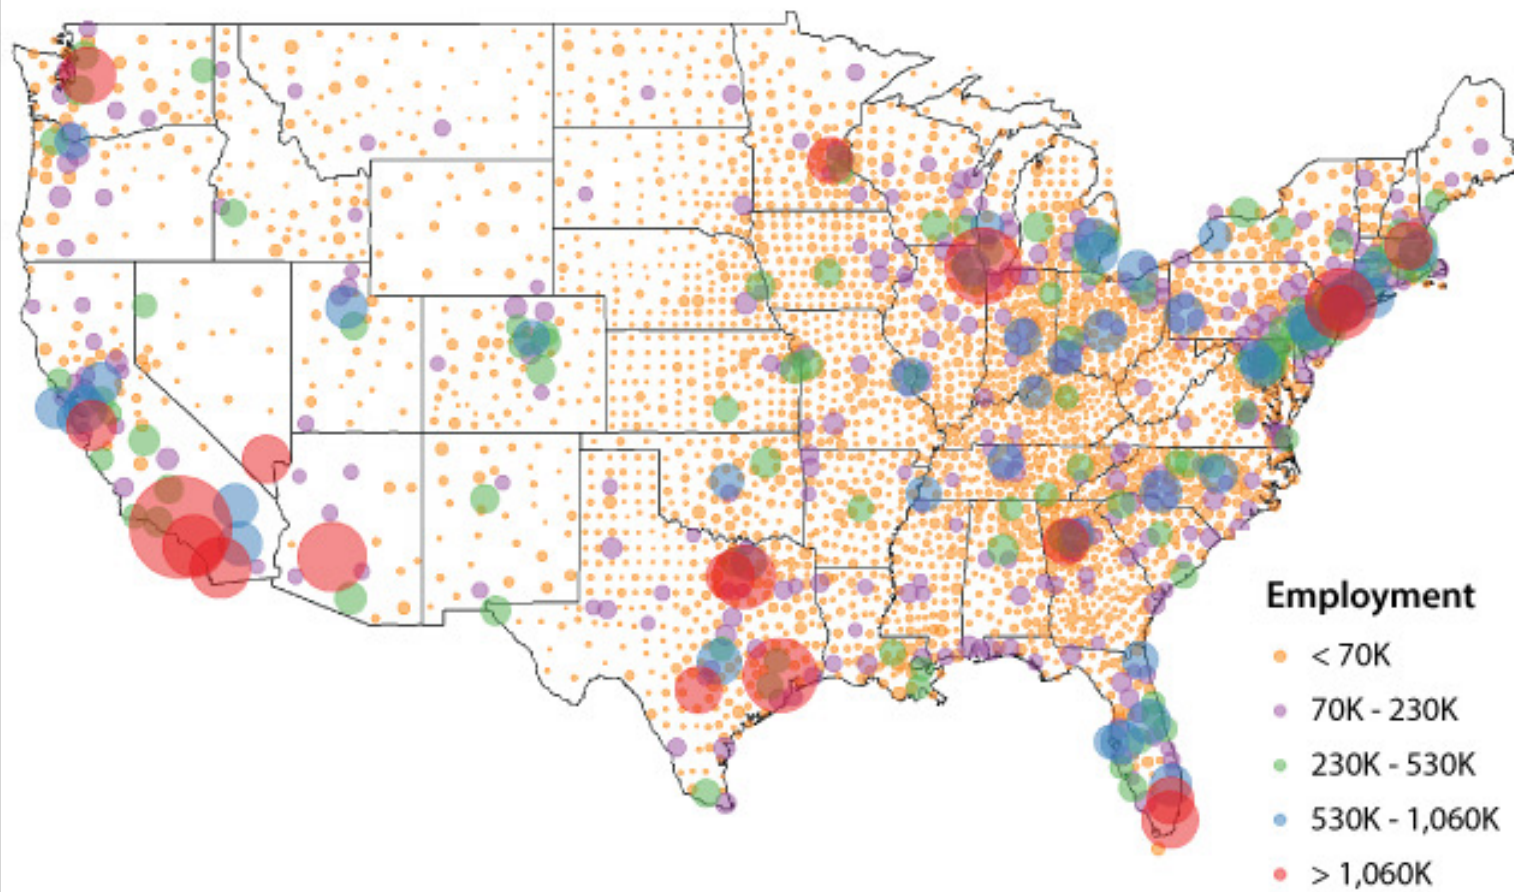 Employment
< 70K
70K - 230K
230K - 530K
530K - 1,060K
> 1,060K